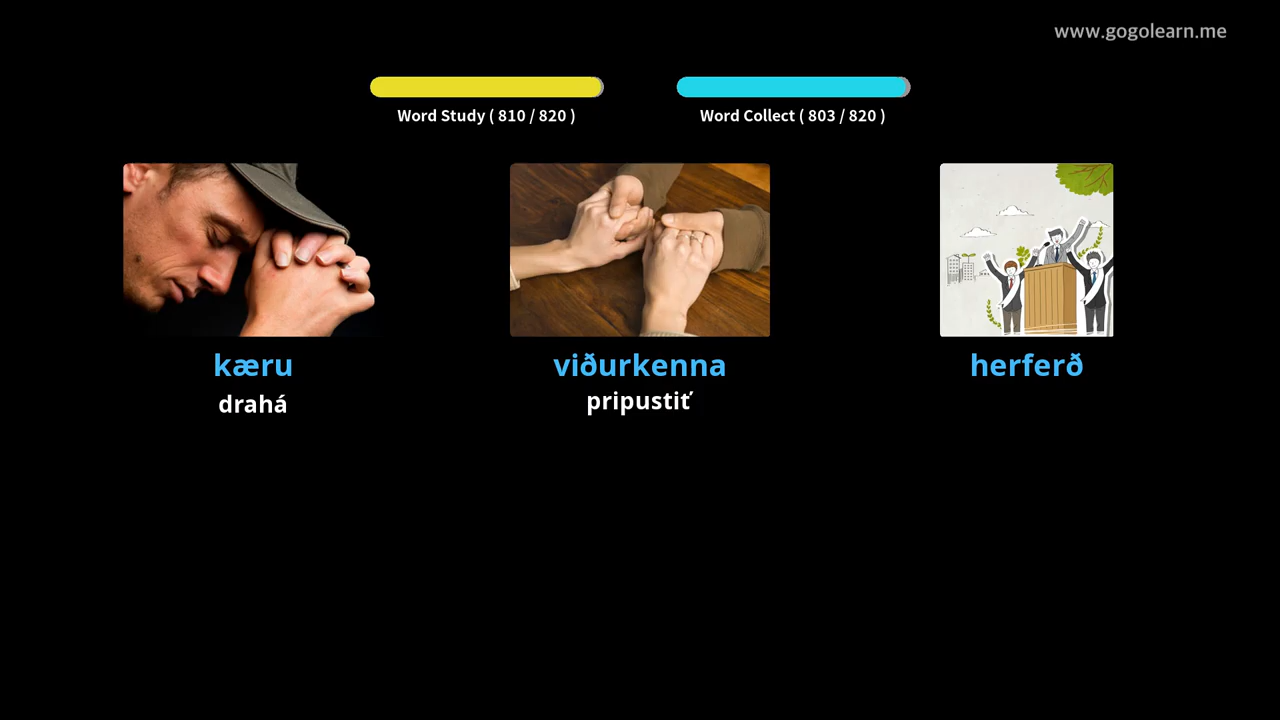 www.gogolearn.me
Word Study ( 810 / 820 )
Word Collect ( 803 / 820 )
kæru
viðurkenna
herferð
drahá
pripustiť